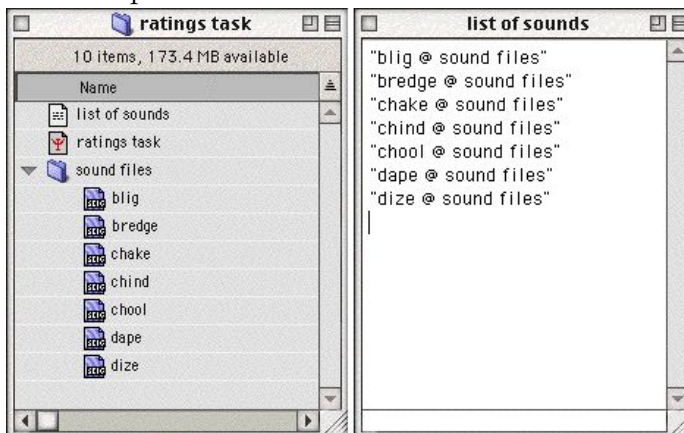 ratings task
10 items, 173.4 MB available
Name
list of sounds
ratings task
sound files
blig
bredge
chake
chind
chool
dape
dize
list of sounds
"blig @ sound files"
"bredge @ sound files"
"chake @ sound files"
"chind @ sound files"
"chool @ sound files"
"dape @ sound files"
"dize @ sound files"